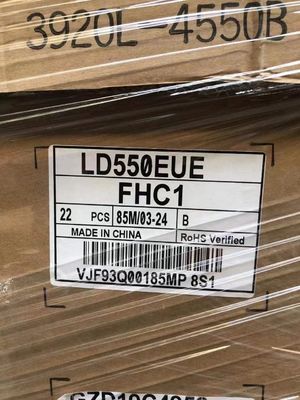 3920L-4550B
LD550EUE
FHC1
22 PCS 85M/03-24 B
MADE IN CHINA RoHS Verified
VJF93Q00185MP 8S1